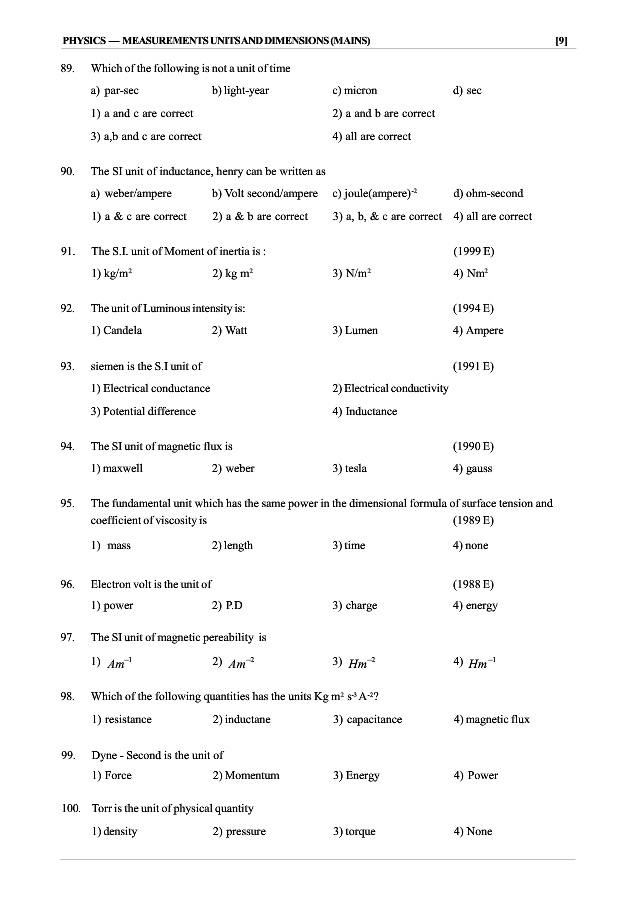 PHYSICS — MEASUREMENTS UNITS AND DIMENSIONS (MAINS) [9]
89. Which of the following is not a unit of time
a) par-sec b) light-year c) micron d) sec
1) a and c are correct 2) a and b are correct
3) a,b and c are correct 4) all are correct
90. The SI unit of inductance, henry can be written as
a) weber/ampere b) Volt second/ampere c) joule(ampere)⁻² d) ohm-second
1) a & c are correct 2) a & b are correct 3) a, b, & c are correct 4) all are correct
91. The S.I. unit of Moment of inertia is : (1999 E)
1) kg/m² 2) kg m² 3) N/m² 4) Nm²
92. The unit of Luminous intensity is: (1994 E)
1) Candela 2) Watt 3) Lumen 4) Ampere
93. siemen is the S.I unit of (1991 E)
1) Electrical conductance 2) Electrical conductivity
3) Potential difference 4) Inductance
94. The SI unit of magnetic flux is (1990 E)
1) maxwell 2) weber 3) tesla 4) gauss
95. The fundamental unit which has the same power in the dimensional formula of surface tension and
coefficient of viscosity is (1989 E)
1) mass 2) length 3) time 4) none
96. Electron volt is the unit of (1988 E)
1) power 2) P.D 3) charge 4) energy
97. The SI unit of magnetic pereability is
1) Am⁻¹ 2) Am⁻² 3) Hm⁻² 4) Hm⁻¹
98. Which of the following quantities has the units Kg m² s⁻³ A⁻²?
1) resistance 2) inductane 3) capacitance 4) magnetic flux
99. Dyne - Second is the unit of
1) Force 2) Momentum 3) Energy 4) Power
100. Torr is the unit of physical quantity
1) density 2) pressure 3) torque 4) None